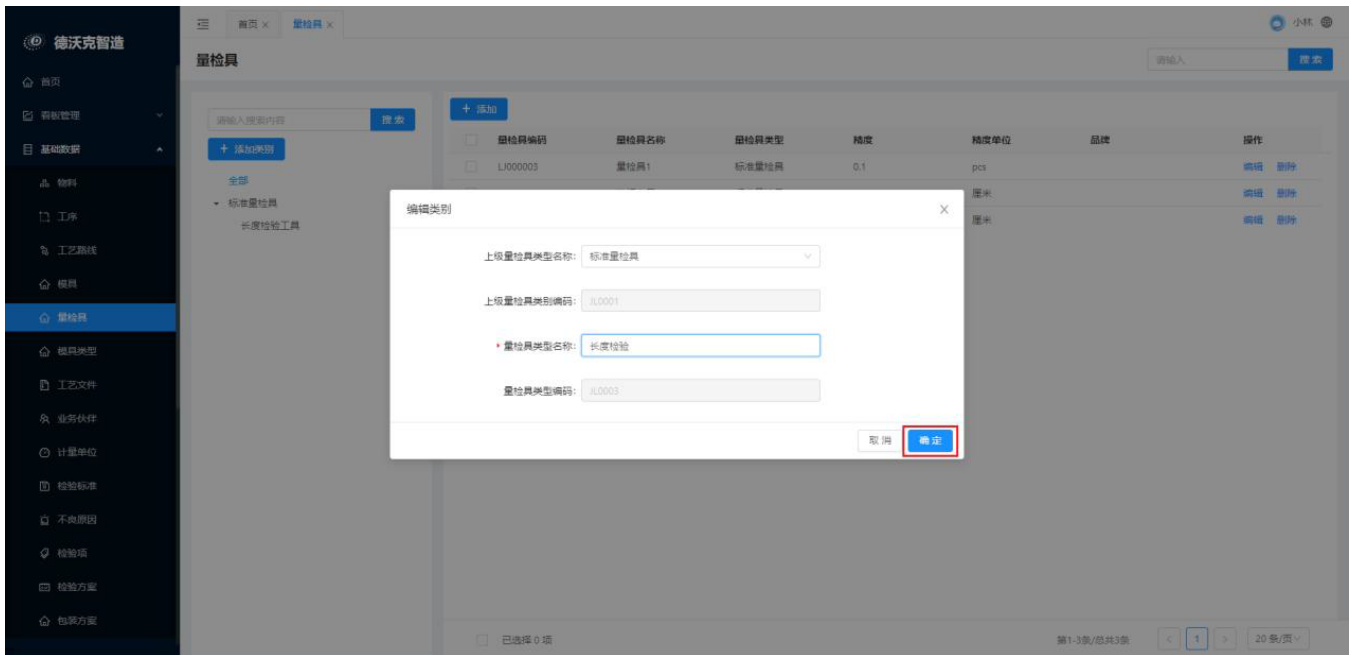 德沃克智造
首页
看板管理
基础数据
物料
工序
工艺路线
模具
量检具
模具类型
工艺文件
业务伙伴
计量单位
检验标准
不良原因
检验项
检验方案
包装方案
首页 × 量检具 ×
小林
量检具
请输入 搜索
请输入搜索内容 搜索
+ 添加类别
全部
标准量检具
长度检验工具
+ 添加
量检具编码 量检具名称 量检具类型 精度 精度单位 品牌 操作
LJ000003 量检具1 标准量检具 0.1 pcs 编辑 删除
厘米 编辑 删除
厘米 编辑 删除
编辑类别
上级量检具类型名称: 标准量检具
上级量检具类别编码: JL0001
* 量检具类型名称: 长度检验
量检具类型编码: JL0003
取消 确定
已选择 0 项
第1-3条/总共3条 < 1 > 20 条/页